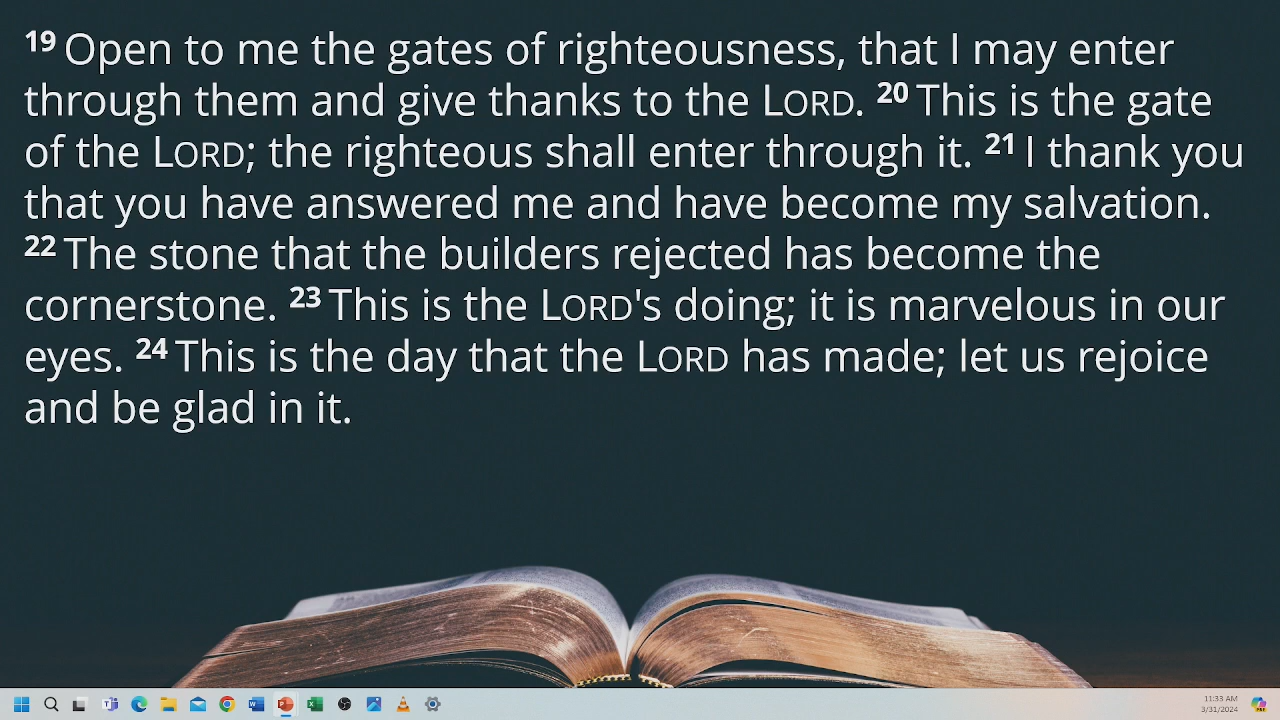 19 Open to me the gates of righteousness, that I may enter
through them and give thanks to the LORD. 20 This is the gate
of the LORD; the righteous shall enter through it. 21 I thank you
that you have answered me and have become my salvation.
22 The stone that the builders rejected has become the
cornerstone. 23 This is the LORD's doing; it is marvelous in our
eyes. 24 This is the day that the LORD has made; let us rejoice
and be glad in it.
11:33 AM
3/31/2024